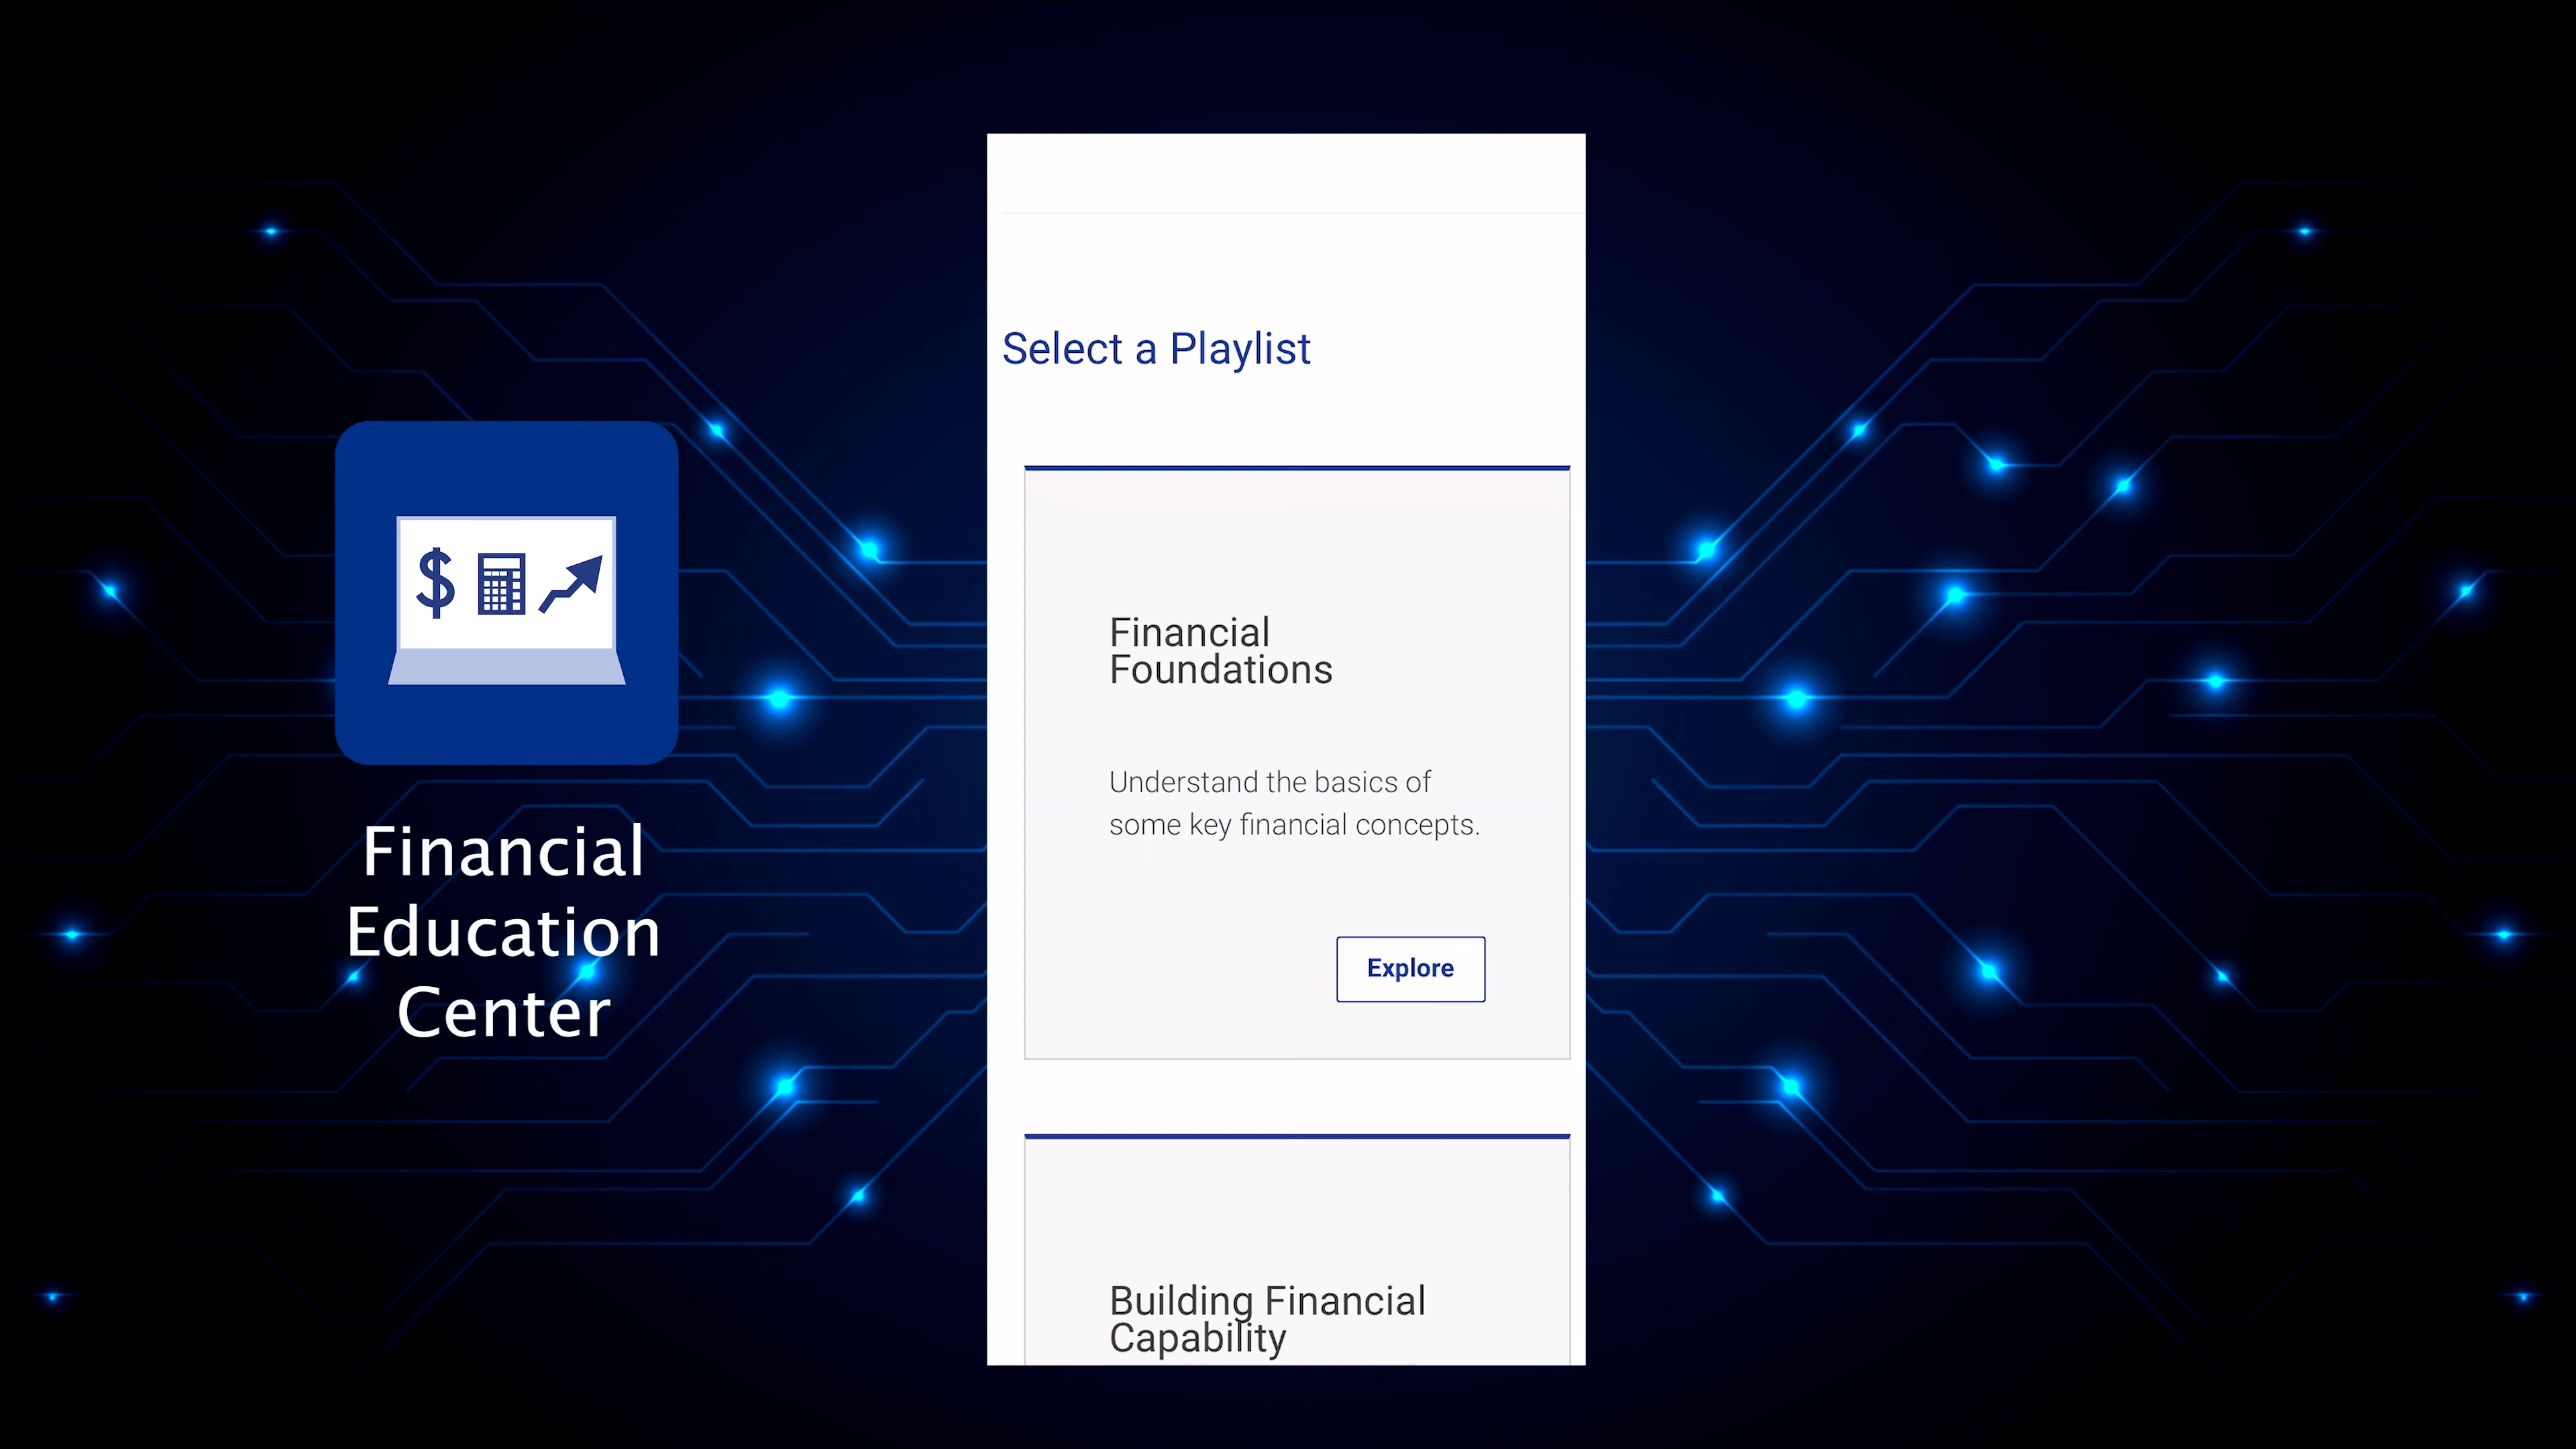 Financial
Education
Center
Select a Playlist
Financial
Foundations
Understand the basics of
some key financial concepts.
Explore
Building Financial
Capability